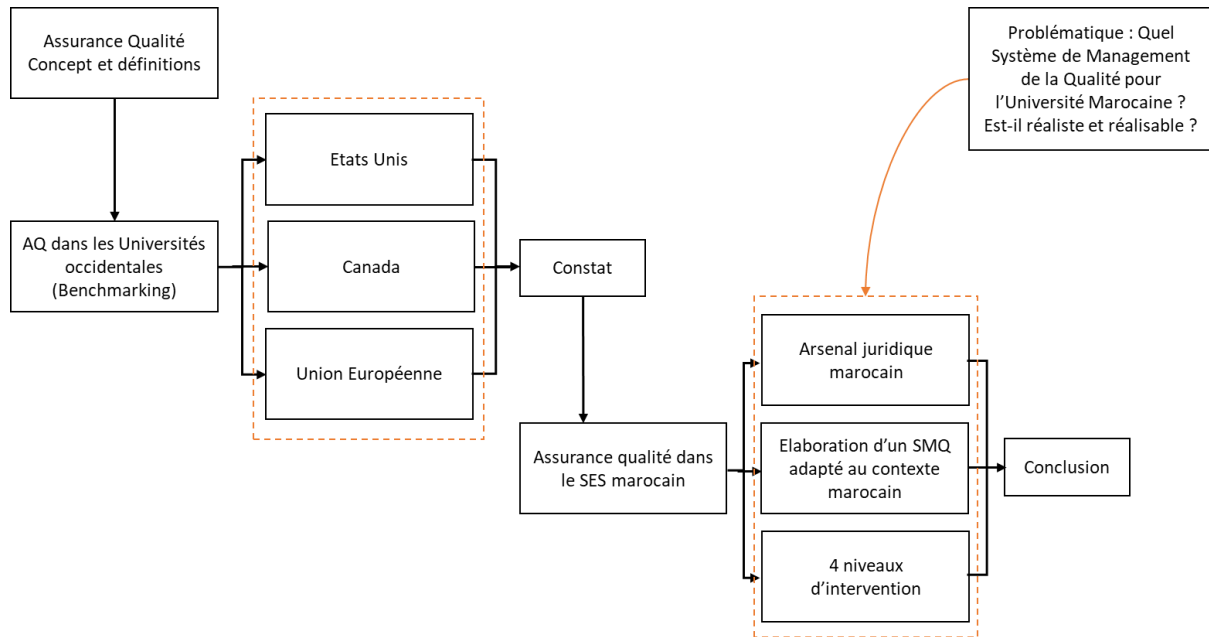 Assurance Qualité
Concept et définitions
Problématique : Quel
Système de Management
de la Qualité pour
l’Université Marocaine ?
Est-il réaliste et réalisable ?
Etats Unis
AQ dans les Universités
occidentales
(Benchmarking)
Canada
Constat
Union Européenne
Arsenal juridique
marocain
Assurance qualité dans
le SES marocain
Elaboration d’un SMQ
adapté au contexte
marocain
Conclusion
4 niveaux
d’intervention